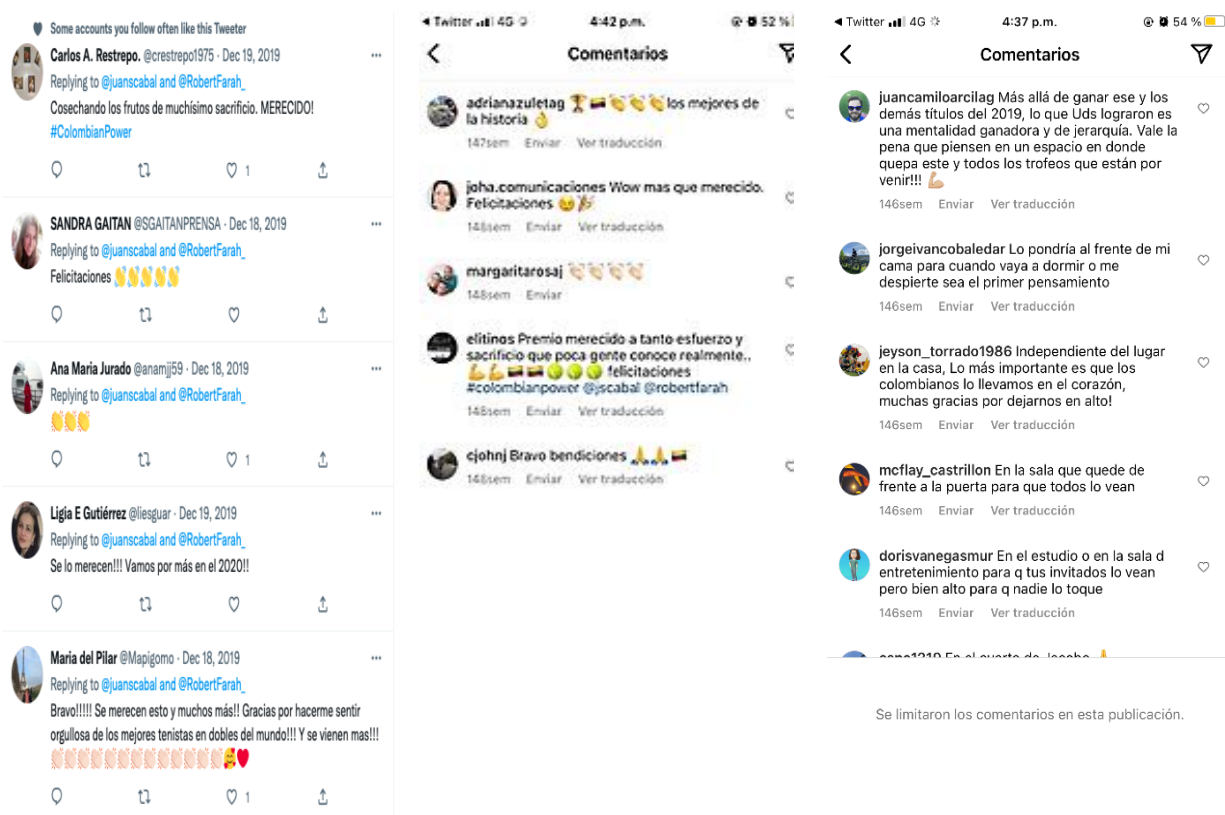 Some accounts you follow often like this Tweeter
Carlos A. Restrepo. @crestrepo1975 · Dec 19, 2019
Replying to @juanscabal and @RobertFarah_
Cosechando los frutos de muchísimo sacrificio. MERECIDO!
#ColombianPower
1
SANDRA GAITAN @SGAITANPRENSA · Dec 18, 2019
Replying to @juanscabal and @RobertFarah_
Felicitaciones 👏👏👏👏👏
Ana Maria Jurado @anamjj59 · Dec 18, 2019
Replying to @juanscabal and @RobertFarah_
👏👏👏
1
Ligia E Gutiérrez @liesguar · Dec 19, 2019
Replying to @juanscabal and @RobertFarah_
Se lo merecen!!! Vamos por más en el 2020!!
Maria del Pilar @Mapigomo · Dec 18, 2019
Replying to @juanscabal and @RobertFarah_
Bravo!!!!! Se merecen esto y muchos más!! Gracias por hacerme sentir
orgullosa de los mejores tenistas en dobles del mundo!!! Y se vienen mas!!!
👏🏻👏🏻👏🏻👏🏻👏🏻👏🏻👏🏻👏🏻👏🏻👏🏻👏🏻👏🏻👏🏻🥰❤️
1
Twitter 4G 4:42 p.m. 52 %
Comentarios
adrianazuletag 🏆🇨🇴👏👏👏los mejores de
la historia 👌
147sem Enviar Ver traducción
joha.comunicaciones Wow mas que merecido.
Felicitaciones 🥹🎉
148sem Enviar Ver traducción
margaritarosaj 👏🏻👏🏻👏🏻👏🏻
148sem Enviar
elitinos Premio merecido a tanto esfuerzo y
sacrificio que poca gente conoce realmente..
💪💪🇨🇴🇨🇴🎾🎾🎾 felicitaciones
#colombianpower @jscabal @robertfarah
148sem Enviar Ver traducción
cjohnj Bravo bendiciones 🙏🙏🇨🇴
148sem Enviar Ver traducción
Twitter 4G 4:37 p.m. 54 %
Comentarios
juancamiloarcilag Más allá de ganar ese y los
demás títulos del 2019, lo que Uds lograron es
una mentalidad ganadora y de jerarquía. Vale la
pena que piensen en un espacio en donde
quepa este y todos los trofeos que están por
venir!!! 💪🏼
146sem Enviar Ver traducción
jorgeivancobaledar Lo pondría al frente de mi
cama para cuando vaya a dormir o me
despierte sea el primer pensamiento
146sem Enviar Ver traducción
jeyson_torrado1986 Independiente del lugar
en la casa, Lo más importante es que los
colombianos lo llevamos en el corazón,
muchas gracias por dejarnos en alto!
146sem Enviar Ver traducción
mcflay_castrillon En la sala que quede de
frente a la puerta para que todos lo vean
146sem Enviar Ver traducción
dorisvanegasmur En el estudio o en la sala d
entretenimiento para q tus invitados lo vean
pero bien alto para q nadie lo toque
146sem Enviar Ver traducción
Se limitaron los comentarios en esta publicación.